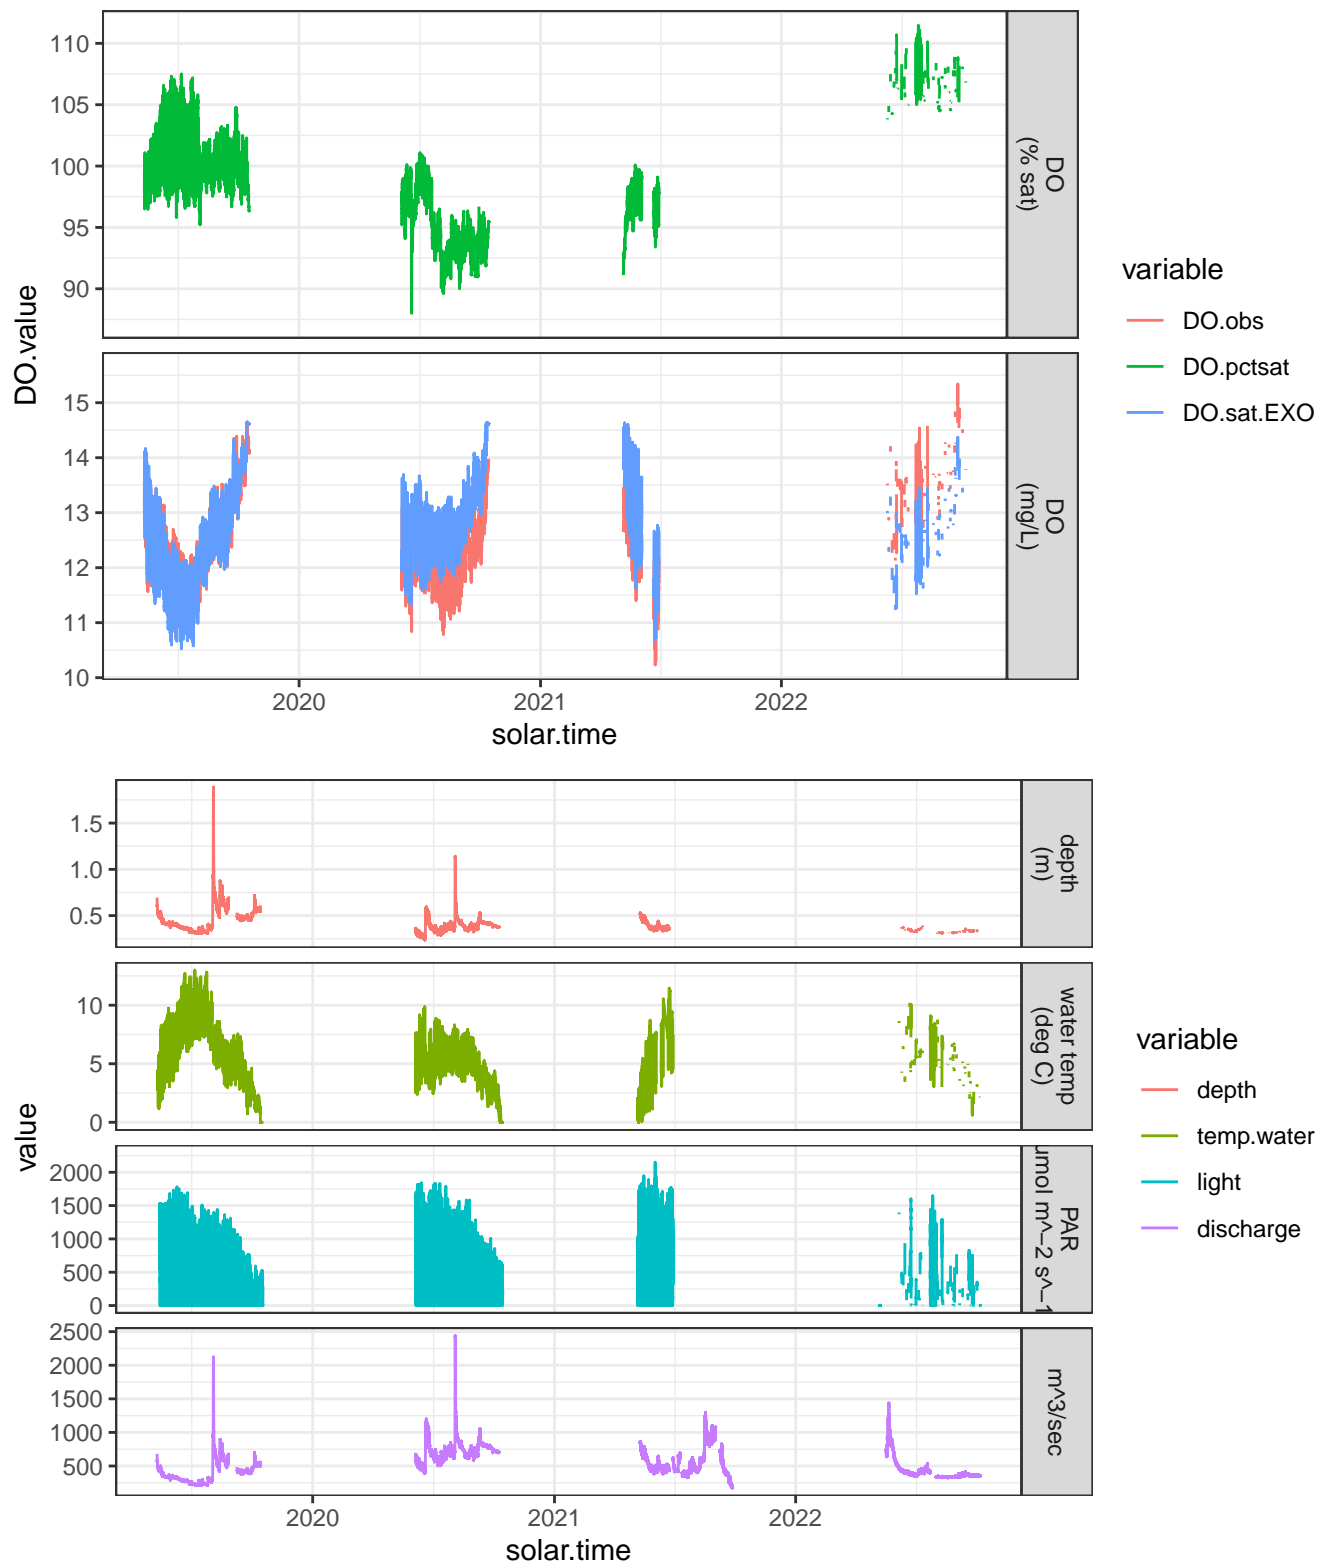 110
105
100
95
90
DO
(% sat)
15
14
13
12
11
10
DO
(mg/L)
DO.value
2020
2021
2022
solar.time
variable
DO.obs
DO.pctsat
DO.sat.EXO
1.5
1.0
0.5
depth
(m)
10
5
0
water temp
(deg C)
2000
1500
1000
500
0
PAR
umol m^−2 s^−1
2500
2000
1500
1000
500
m^3/sec
value
2020
2021
2022
solar.time
variable
depth
temp.water
light
discharge